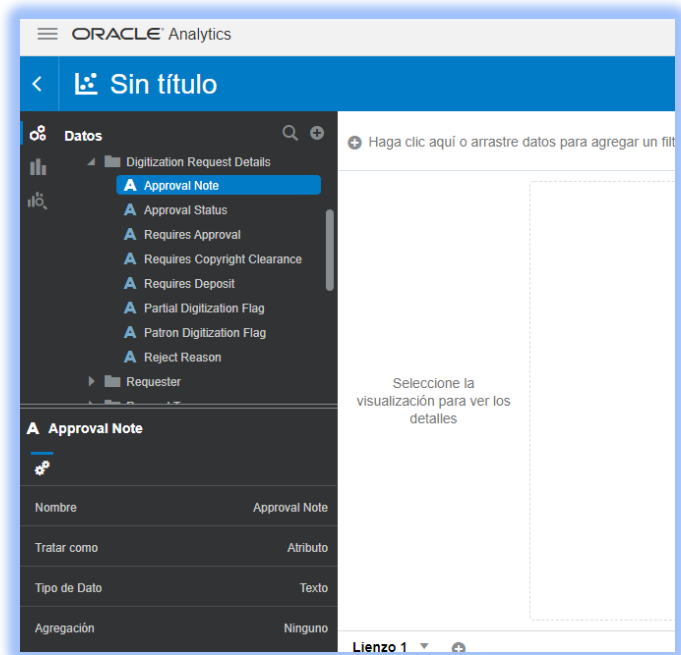 ORACLE Analytics
Sin título
Datos
Digitization Request Details
A Approval Note
A Approval Status
A Requires Approval
A Requires Copyright Clearance
A Requires Deposit
A Partial Digitization Flag
A Patron Digitization Flag
A Reject Reason
Requester
A Approval Note
Nombre Approval Note
Tratar como Atributo
Tipo de Dato Texto
Agregación Ninguno
Haga clic aquí o arrastre datos para agregar un filt
Seleccione la
visualización para ver los
detalles
Lienzo 1